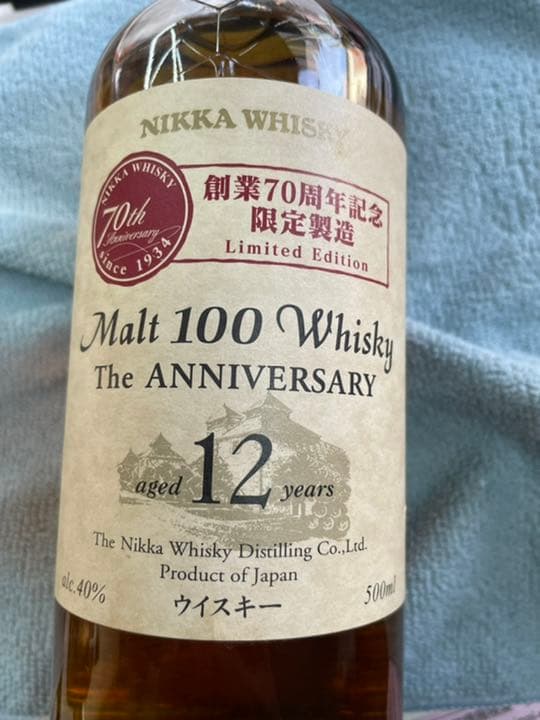 NIKKA WHISKY
NIKKA WHISKY
70th
Anniversary
since 1934
創業70周年記念
限定製造
Limited Edition
Malt 100 Whisky
The ANNIVERSARY
aged 12 years
The Nikka Whisky Distilling Co.,Ltd.
Product of Japan
alc.40%
ウイスキー
500ml